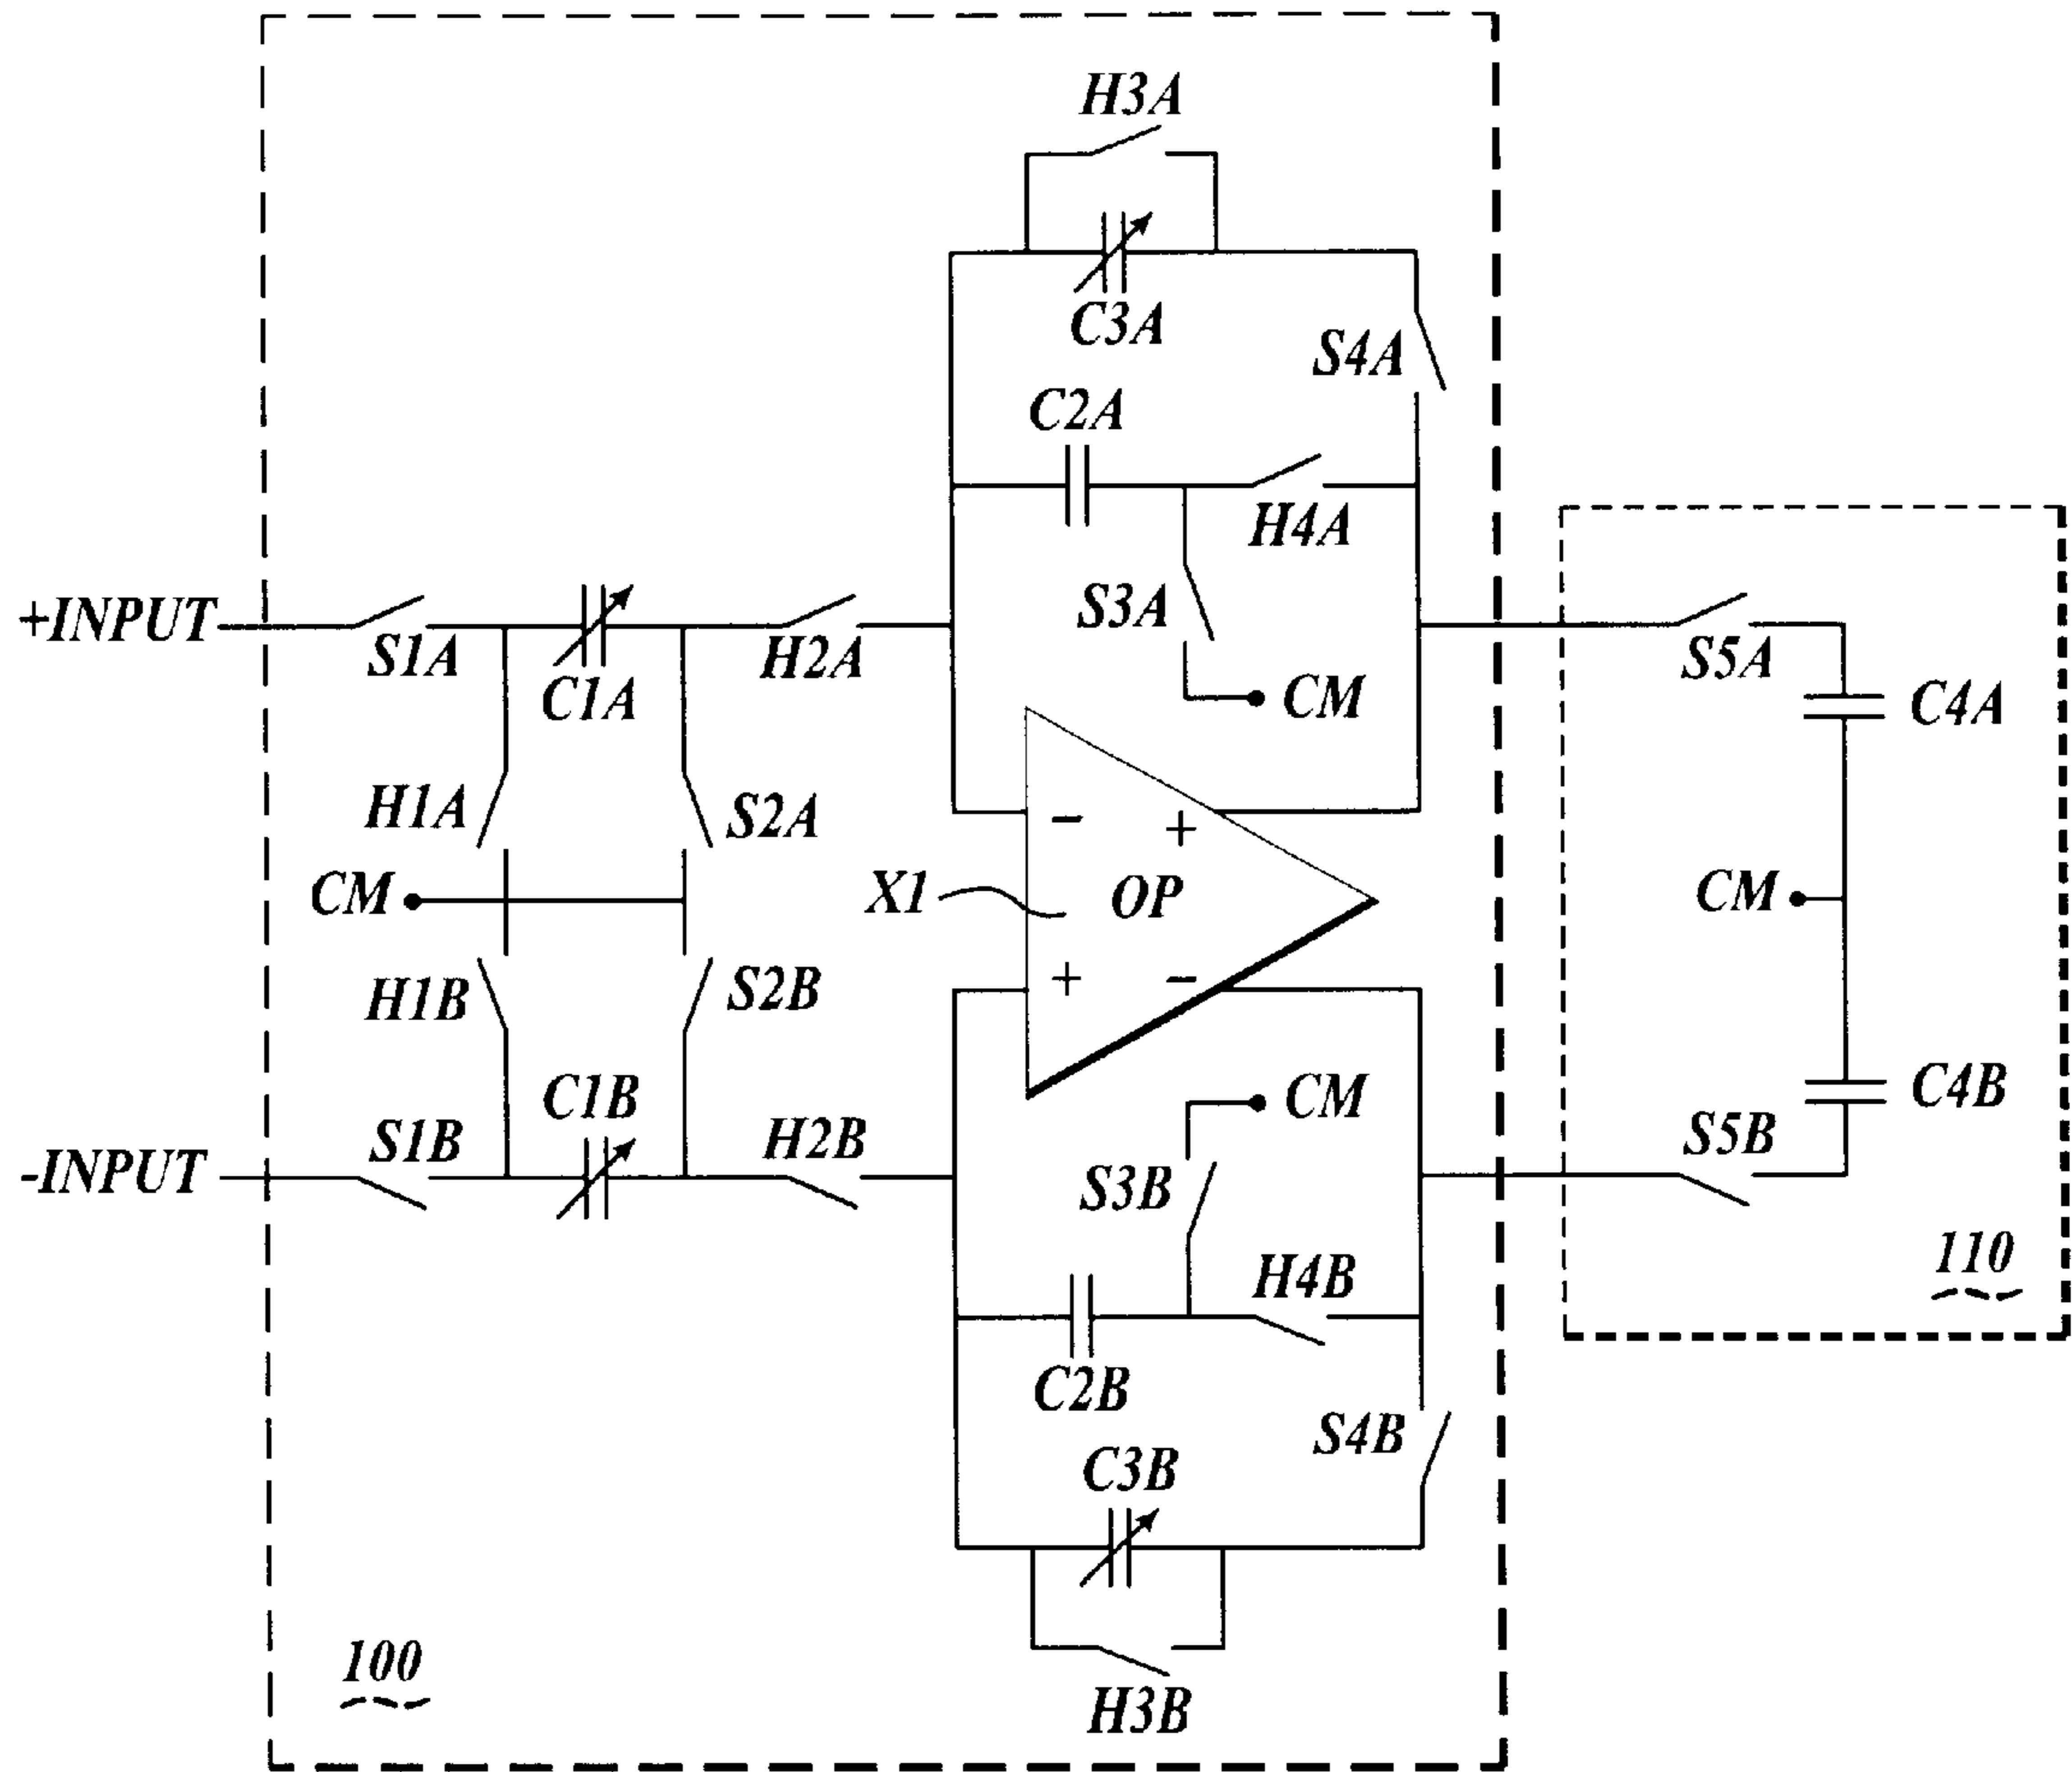 H3A
C3A
S4A
C2A
H4A
+INPUT
S1A
C1A
H2A
S3A
CM
S5A
C4A
H1A
S2A
- +
CM
X1
OP
CM
+ -
H1B
S2B
C1B
CM
C4B
-INPUT
S1B
H2B
S3B
S5B
H4B
110
C2B
S4B
C3B
100
H3B